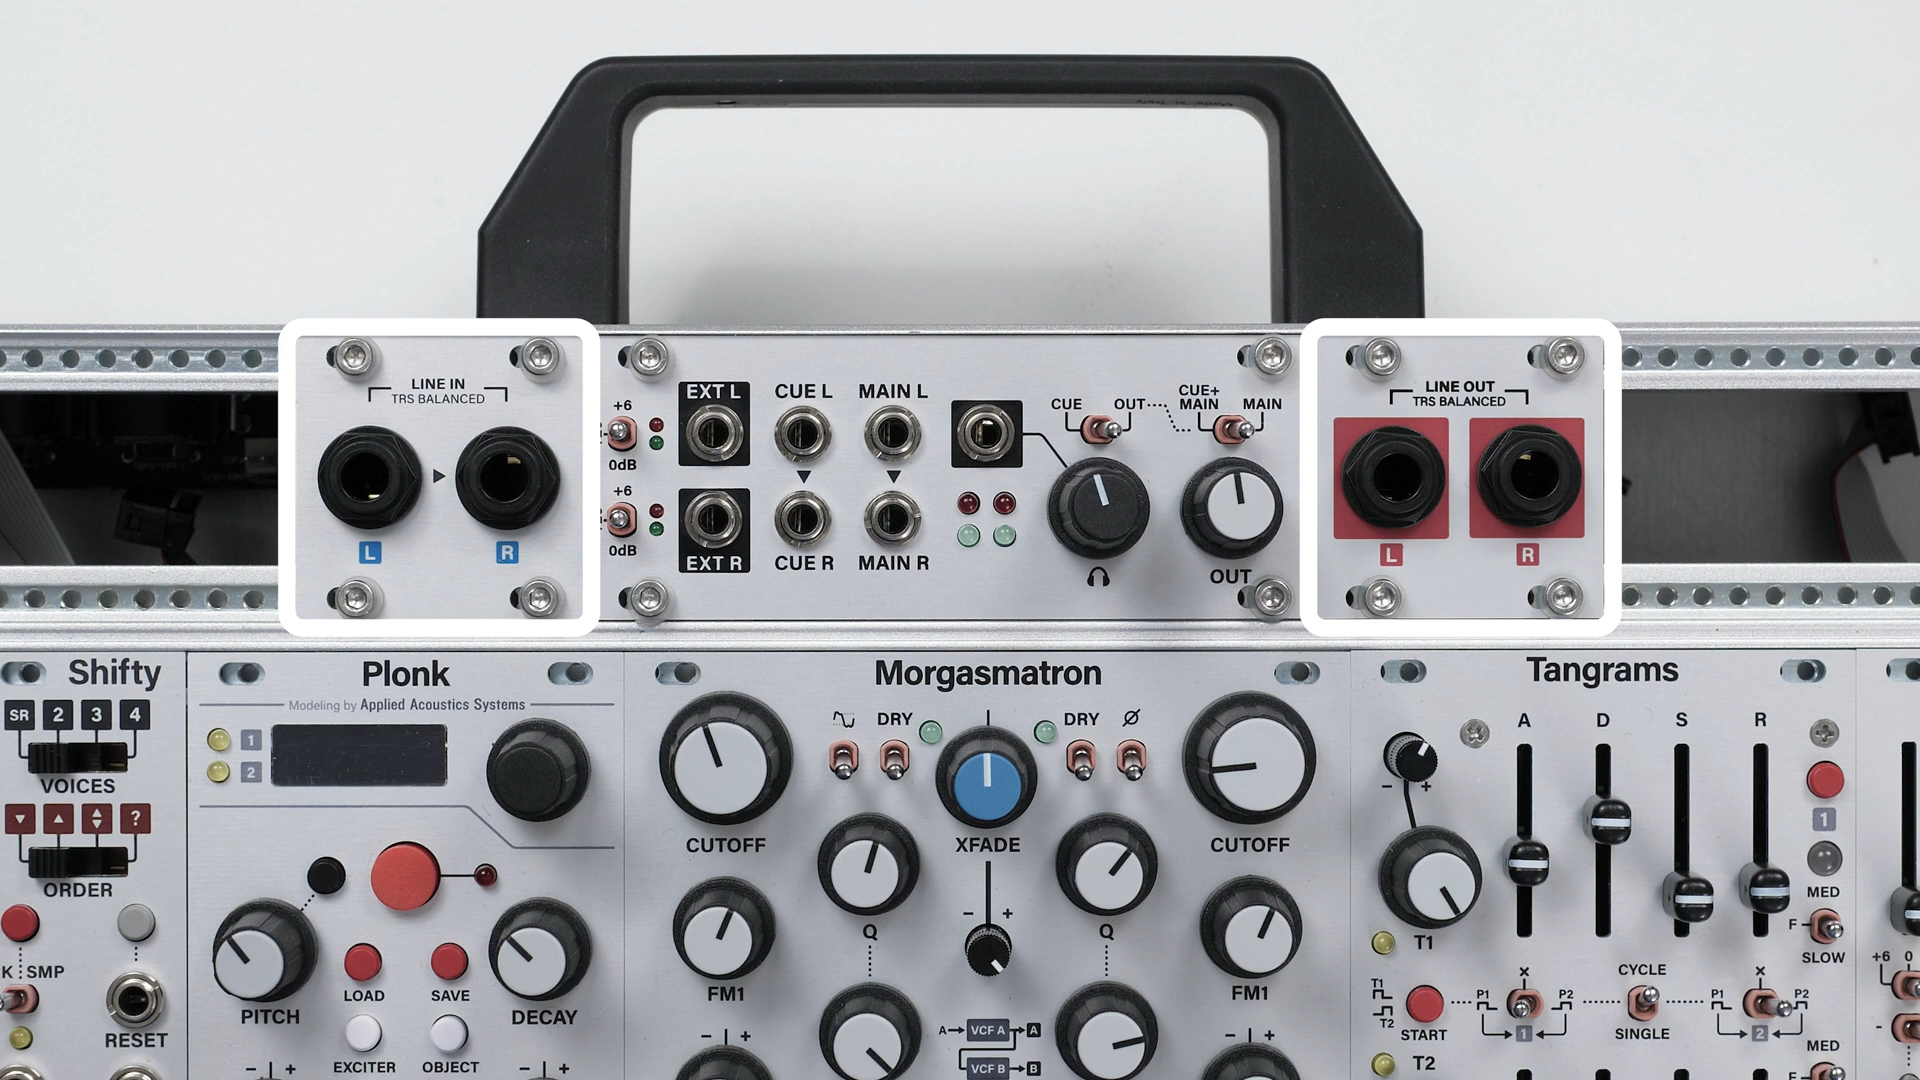 LINE IN
TRS BALANCED
L
R
+6
0dB
+6
0dB
EXT L
EXT R
CUE L
CUE R
MAIN L
MAIN R
CUE
OUT
CUE+
MAIN
MAIN
OUT
LINE OUT
TRS BALANCED
L
R
Shifty
SR
2
3
4
VOICES
?
ORDER
K
SMP
RESET
Plonk
Modeling by Applied Acoustics Systems
1
2
PITCH
LOAD
SAVE
DECAY
EXCITER
OBJECT
- +
- +
Morgasmatron
DRY
DRY
Ø
CUTOFF
XFADE
CUTOFF
Q
- +
Q
FM1
FM1
- +
- +
A
VCF A
A
VCF B
B
Tangrams
A
D
S
R
- +
T1
1
MED
F
SLOW
T1
T2
START
P1
x
P2
1
CYCLE
SINGLE
P1
x
P2
2
T2
MED
F
+6
0
-